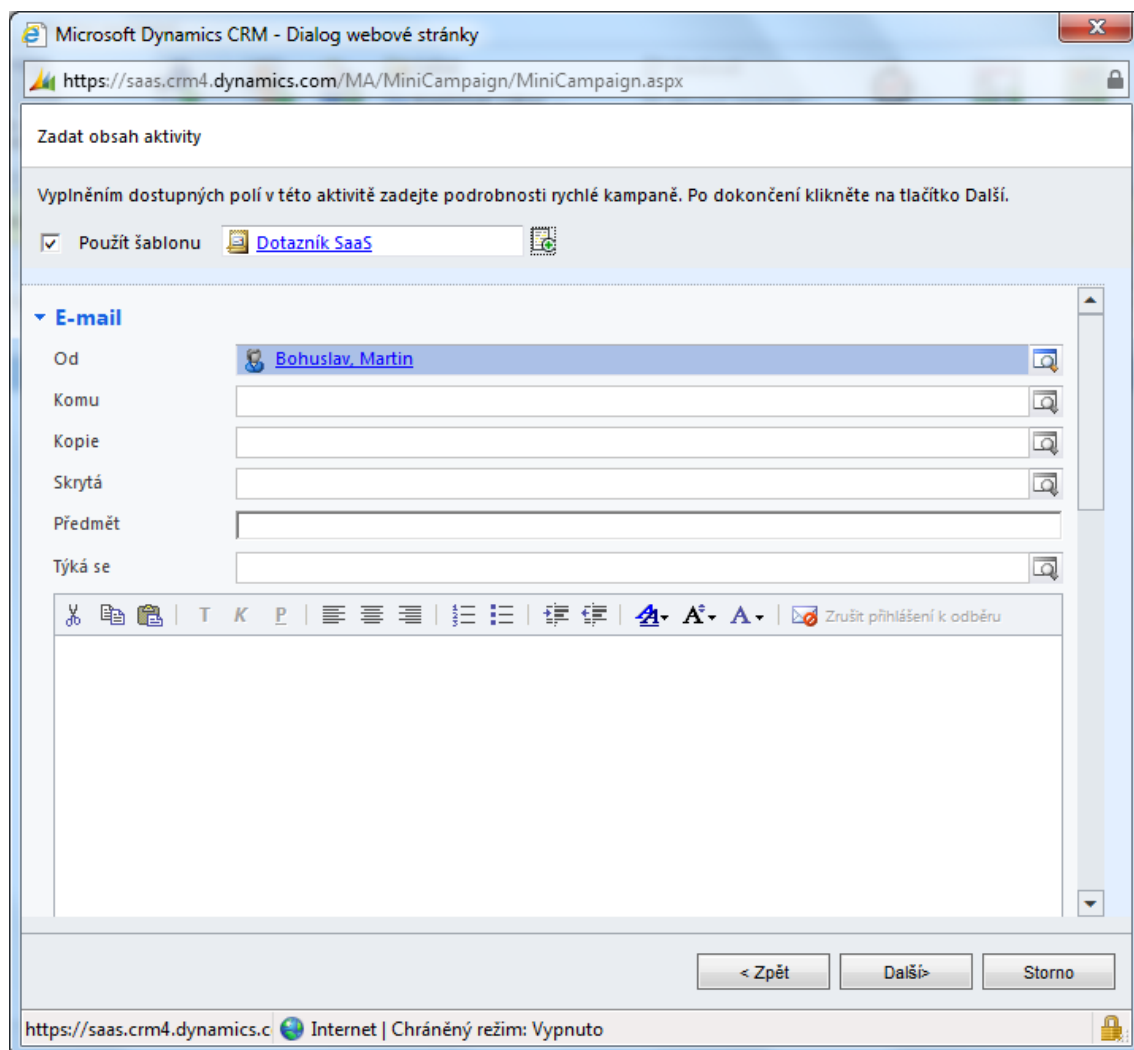 Microsoft Dynamics CRM - Dialog webové stránky
https://saas.crm4.dynamics.com/MA/MiniCampaign/MiniCampaign.aspx
Zadat obsah aktivity
Vyplněním dostupných polí v této aktivitě zadejte podrobnosti rychlé kampaně. Po dokončení klikněte na tlačítko Další.
Použít šablonu Dotazník SaaS
E-mail
Od Bohuslav, Martin
Komu
Kopie
Skrytá
Předmět
Týká se
T K P A A A Zrušit přihlášení k odběru
< Zpět Další> Storno
https://saas.crm4.dynamics.c Internet | Chráněný režim: Vypnuto